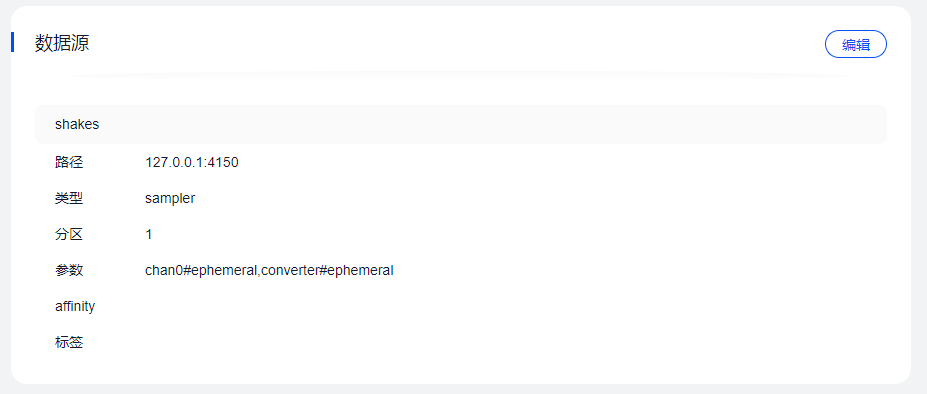 数据源
编辑
shakes
路径 127.0.0.1:4150
类型 sampler
分区 1
参数 chan0#ephemeral,converter#ephemeral
affinity
标签